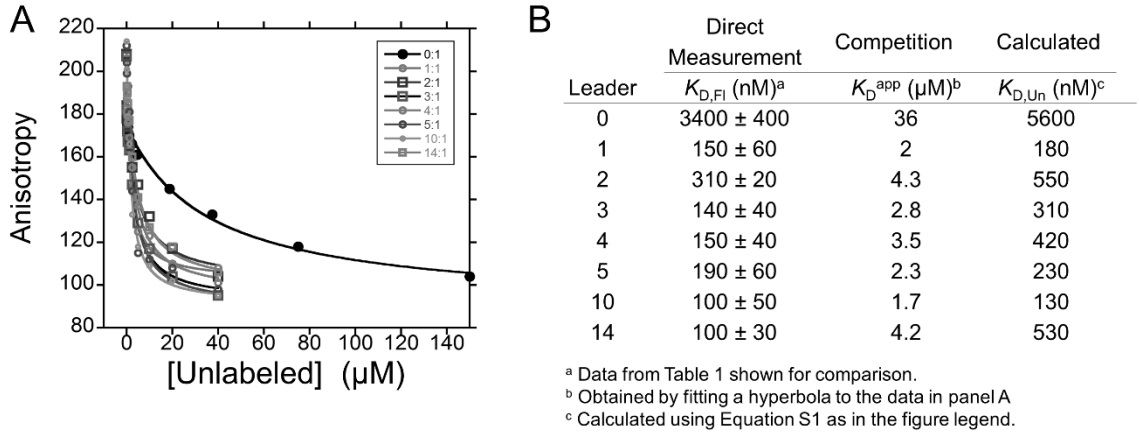 A
220
200
180
160
140
120
100
80
Anisotropy
0 20 40 60 80 100 120 140
[Unlabeled] (µM)
0:1
1:1
2:1
3:1
4:1
5:1
10:1
14:1
B
Direct Measurement Competition Calculated
Leader K_D,Fl (nM)^a K_D^app (µM)^b K_D,Un (nM)^c
0 3400 ± 400 36 5600
1 150 ± 60 2 180
2 310 ± 20 4.3 550
3 140 ± 40 2.8 310
4 150 ± 40 3.5 420
5 190 ± 60 2.3 230
10 100 ± 50 1.7 130
14 100 ± 30 4.2 530
a Data from Table 1 shown for comparison.
b Obtained by fitting a hyperbola to the data in panel A
c Calculated using Equation S1 as in the figure legend.